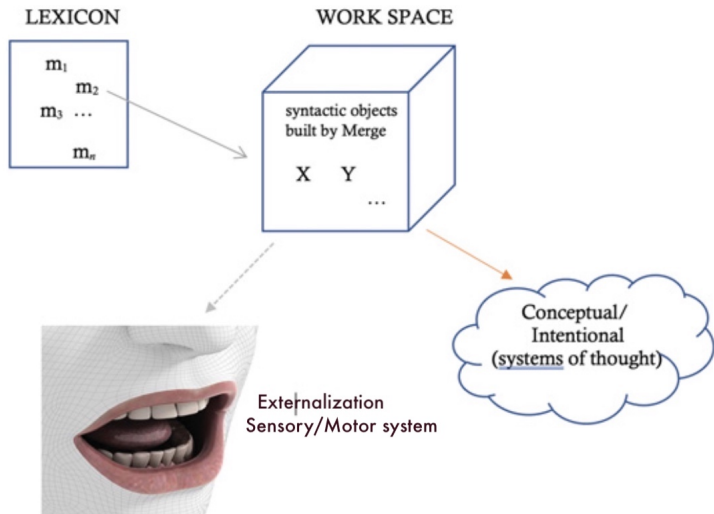 LEXICON
WORK SPACE
m₁
m₂
m₃ ...
mₙ
syntactic objects
built by Merge
X Y
...
Conceptual/
Intentional
(systems of thought)
Externalization
Sensory/Motor system